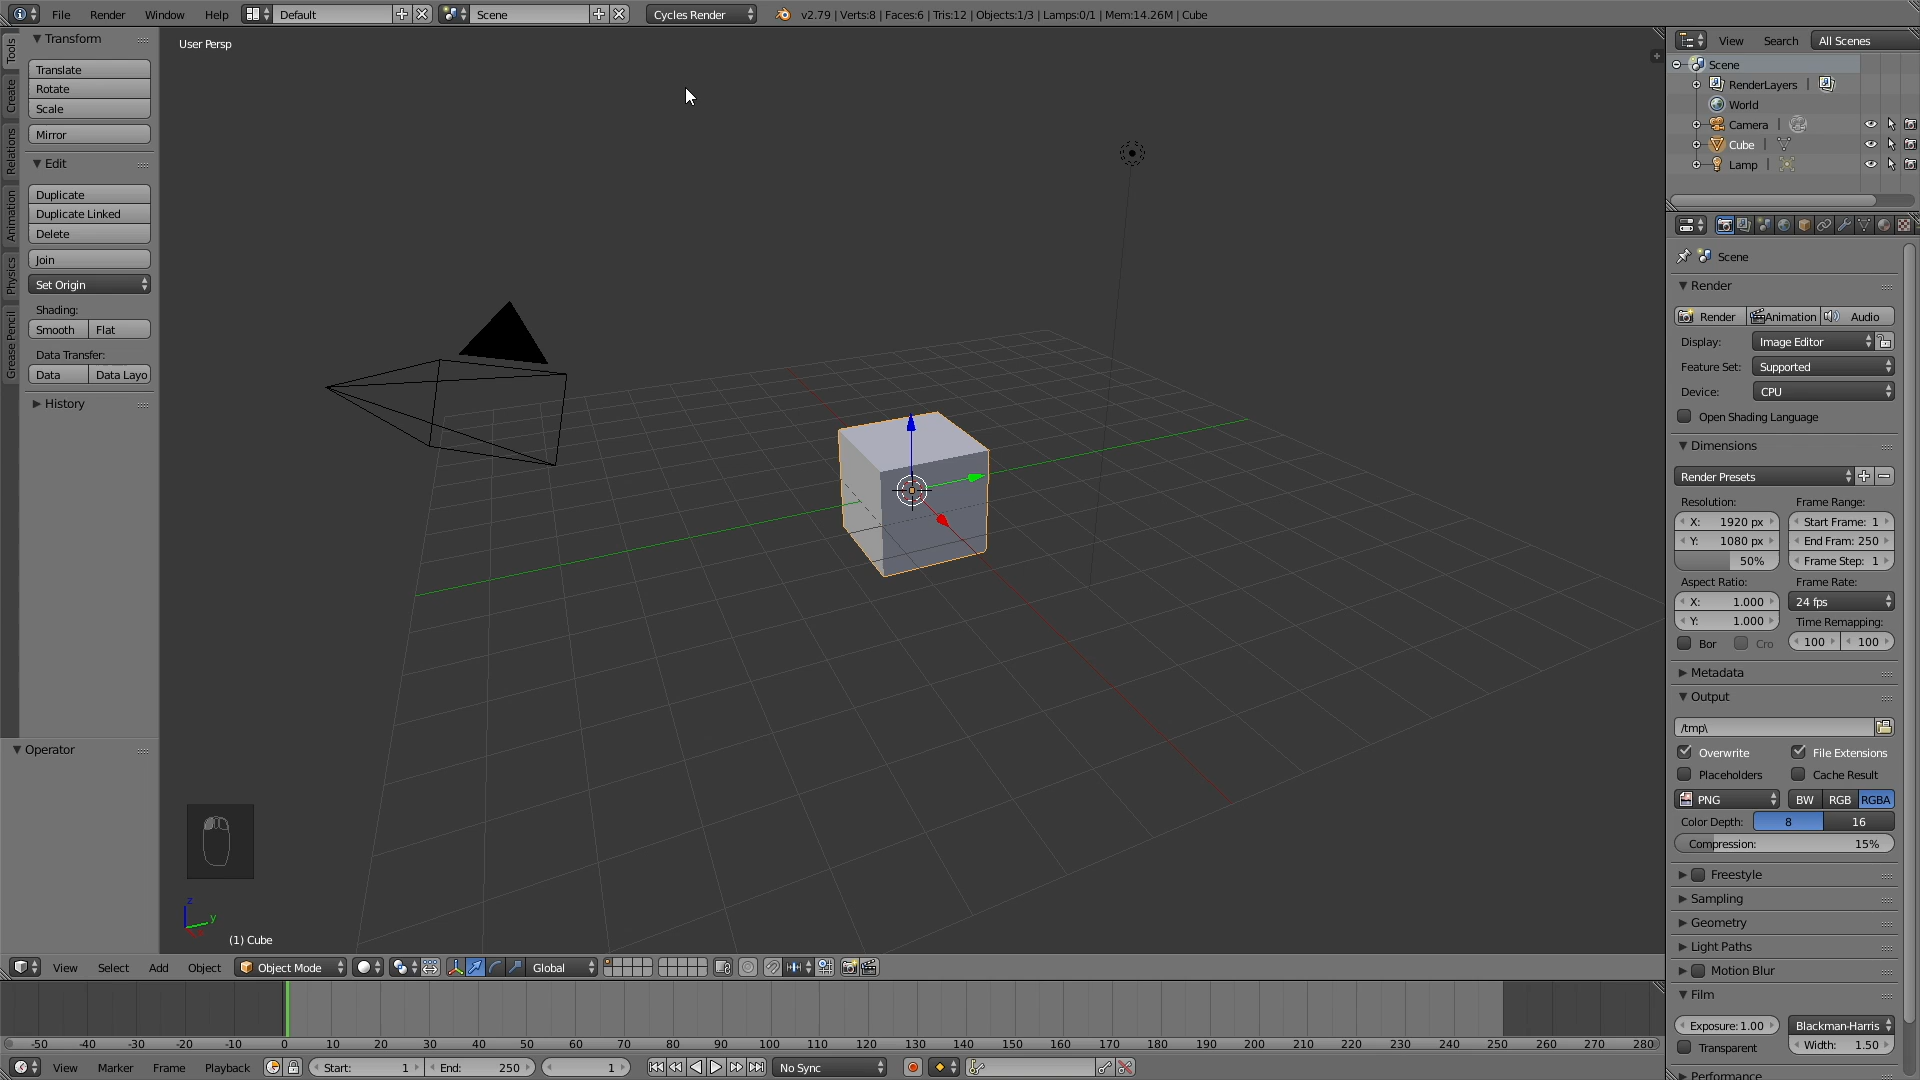 File Render Window Help Default Scene Cycles Render v2.79 | Verts:8 | Faces:6 | Tris:12 | Objects:1/3 | Lamps:0/1 | Mem:14.26M | Cube
Tools
Create
Relations
Animation
Physics
Grease Pencil
Transform
Translate
Rotate
Scale
Mirror
Edit
Duplicate
Duplicate Linked
Delete
Join
Set Origin
Shading:
Smooth Flat
Data Transfer:
Data Data Layo
History
Operator
User Persp
z
y
(1) Cube
View Select Add Object Object Mode Global
-50 -40 -30 -20 -10 0 10 20 30 40 50 60 70 80 90 100 110 120 130 140 150 160 170 180 190 200 210 220 230 240 250 260 270 280
View Marker Frame Playback Start: 1 End: 250 1 No Sync
View Search All Scenes
Scene
RenderLayers |
World
Camera |
Cube |
Lamp |
Scene
Render
Render Animation Audio
Display: Image Editor
Feature Set: Supported
Device: CPU
Open Shading Language
Dimensions
Render Presets
Resolution: Frame Range:
X: 1920 px Start Frame: 1
Y: 1080 px End Fram: 250
50% Frame Step: 1
Aspect Ratio: Frame Rate:
X: 1.000 24 fps
Y: 1.000 Time Remapping:
Bor Cro 100 100
Metadata
Output
/tmp\
Overwrite File Extensions
Placeholders Cache Result
PNG BW RGB RGBA
Color Depth: 8 16
Compression: 15%
Freestyle
Sampling
Geometry
Light Paths
Motion Blur
Film
Exposure: 1.00 Blackman-Harris
Transparent Width: 1.50
Performance